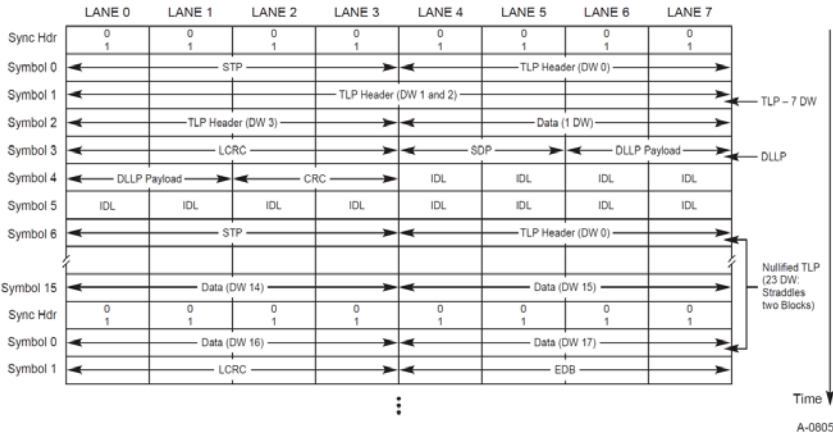 LANE 0 LANE 1 LANE 2 LANE 3 LANE 4 LANE 5 LANE 6 LANE 7
Sync Hdr 0 0 0 0 0 0 0 0
1 1 1 1 1 1 1 1
Symbol 0 STP TLP Header (DW 0)
Symbol 1 TLP Header (DW 1 and 2)
TLP – 7 DW
Symbol 2 TLP Header (DW 3) Data (1 DW)
Symbol 3 LCRC SDP DLLP Payload
DLLP
Symbol 4 DLLP Payload CRC IDL IDL IDL IDL
Symbol 5 IDL IDL IDL IDL IDL IDL IDL IDL
Symbol 6 STP TLP Header (DW 0)
Nullified TLP
(23 DW;
Straddles
two Blocks)
Symbol 15 Data (DW 14) Data (DW 15)
Sync Hdr 0 0 0 0 0 0 0 0
1 1 1 1 1 1 1 1
Symbol 0 Data (DW 16) Data (DW 17)
Symbol 1 LCRC EDB
Time
A-0805